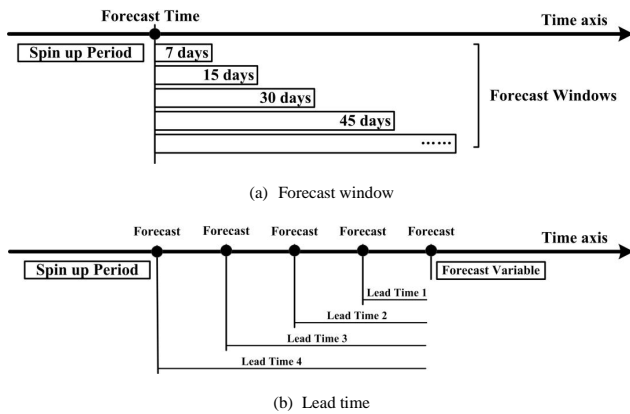 Forecast Time
Time axis
Spin up Period
7 days
15 days
30 days
45 days
……
Forecast Windows
(a) Forecast window
Forecast Forecast Forecast Forecast Forecast
Time axis
Spin up Period
Forecast Variable
Lead Time 1
Lead Time 2
Lead Time 3
Lead Time 4
(b) Lead time